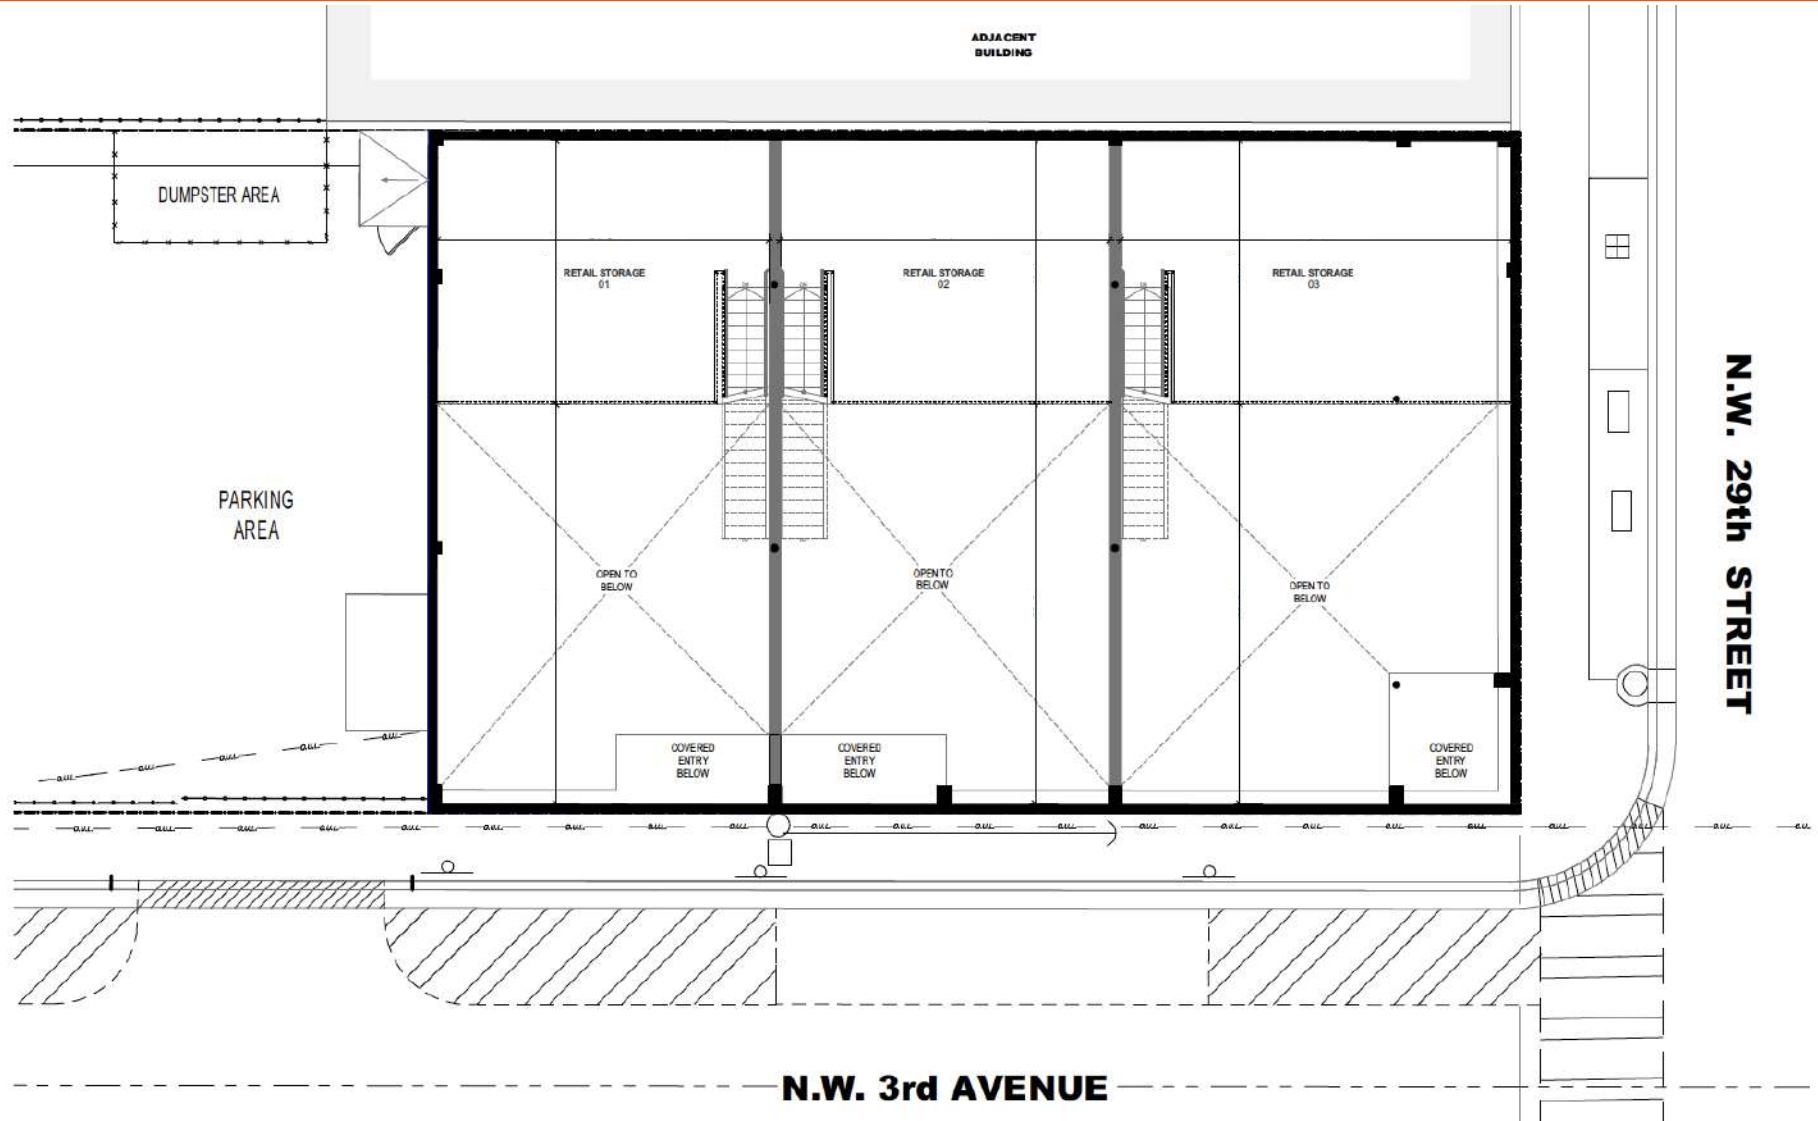 ADJACENT
BUILDING
DUMPSTER AREA
RETAIL STORAGE
01
RETAIL STORAGE
02
RETAIL STORAGE
03
N.W. 29th STREET
PARKING
AREA
OPEN TO
BELOW
OPEN TO
BELOW
OPEN TO
BELOW
COVERED
ENTRY
BELOW
COVERED
ENTRY
BELOW
COVERED
ENTRY
BELOW
N.W. 3rd AVENUE